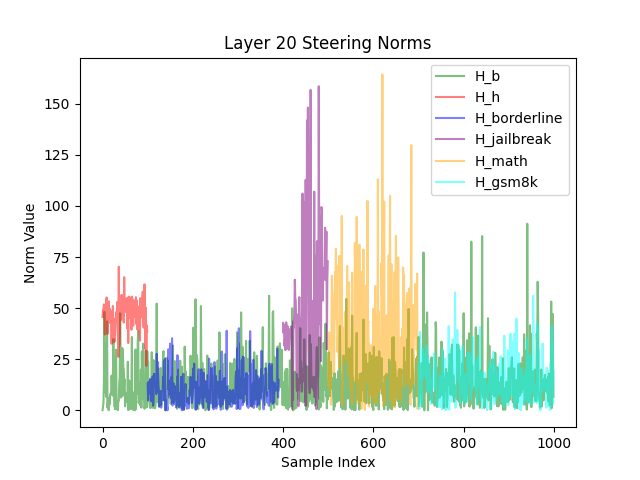 Layer 20 Steering Norms
H_b
H_h
H_borderline
H_jailbreak
H_math
H_gsm8k
Norm Value
150
125
100
75
50
25
0
0 200 400 600 800 1000
Sample Index